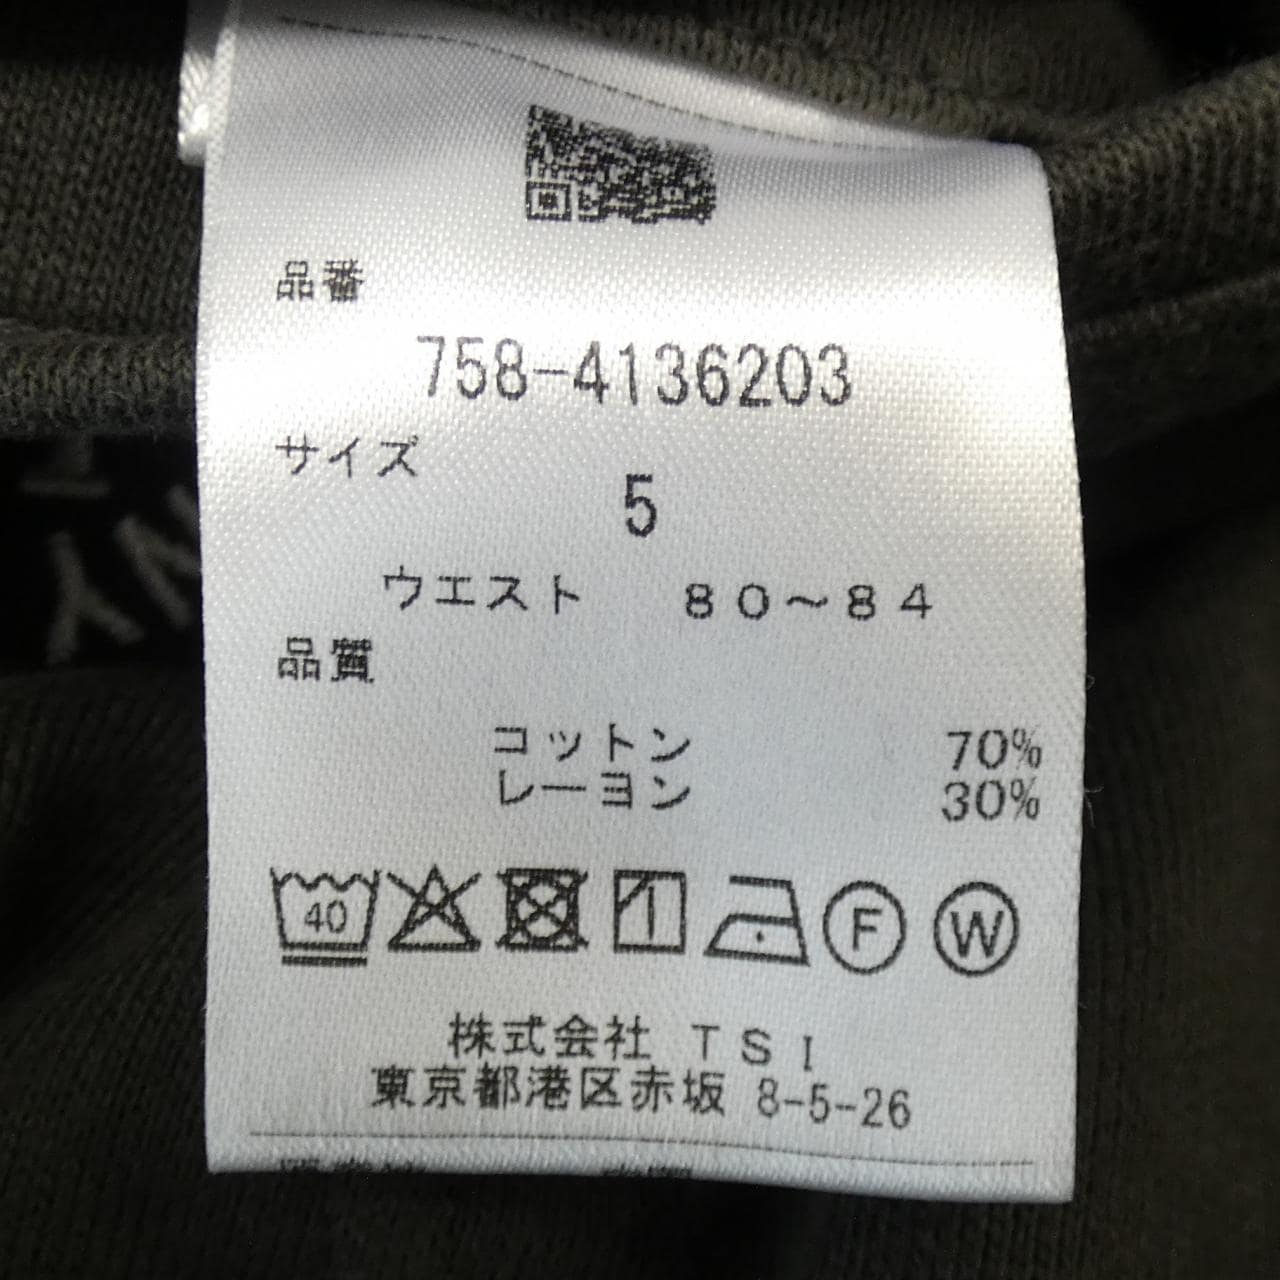 品番
758-4136203
サイズ
5
ウエスト 80～84
品質
コットン 70%
レーヨン 30%
40
F W
株式会社 TSI
東京都港区赤坂 8-5-26